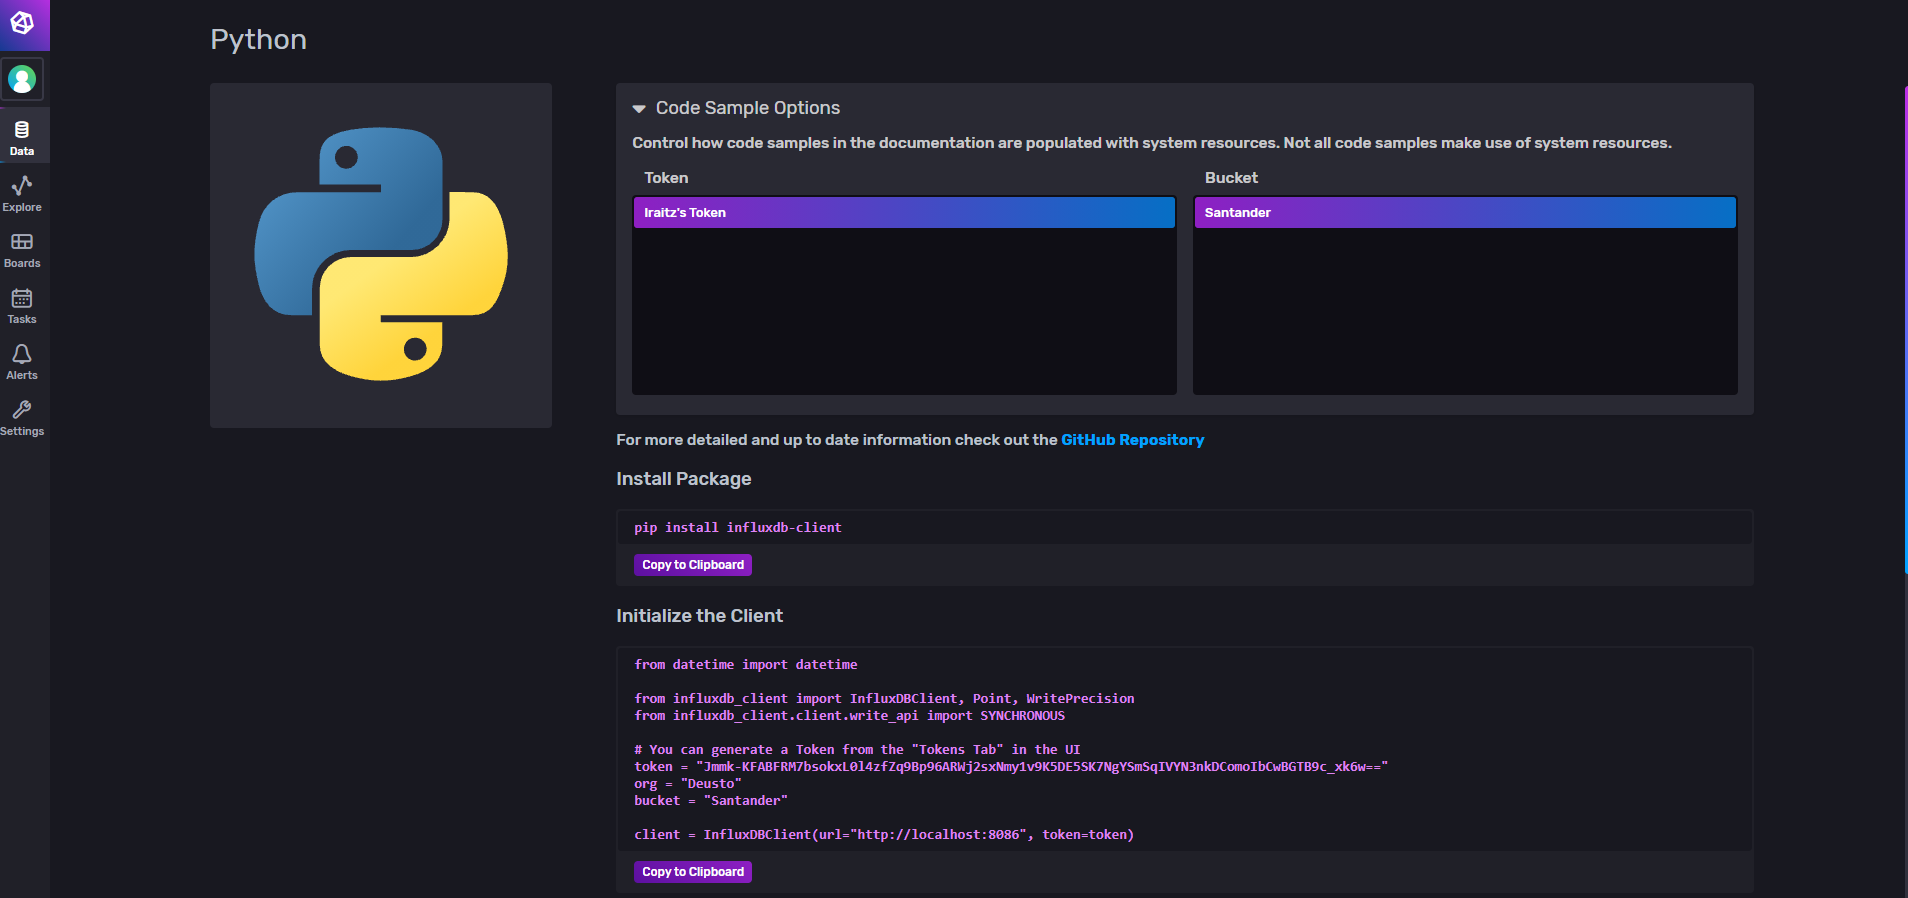 Python
Data
Explore
Boards
Tasks
Alerts
Settings
Code Sample Options
Control how code samples in the documentation are populated with system resources. Not all code samples make use of system resources.
Token
Iraitz's Token
Bucket
Santander
For more detailed and up to date information check out the GitHub Repository
Install Package
pip install influxdb-client
Copy to Clipboard
Initialize the Client
from datetime import datetime
from influxdb_client import InfluxDBClient, Point, WritePrecision
from influxdb_client.client.write_api import SYNCHRONOUS
# You can generate a Token from the "Tokens Tab" in the UI
token = "Jmmk-KFABFRM7bsokxL0l4zfZq9Bp96ARWj2sxNmy1v9K5DE5SK7NgYSmSqIVYN3nkDComoIbCwBGTB9c_xk6w=="
org = "Deusto"
bucket = "Santander"
client = InfluxDBClient(url="http://localhost:8086", token=token)
Copy to Clipboard